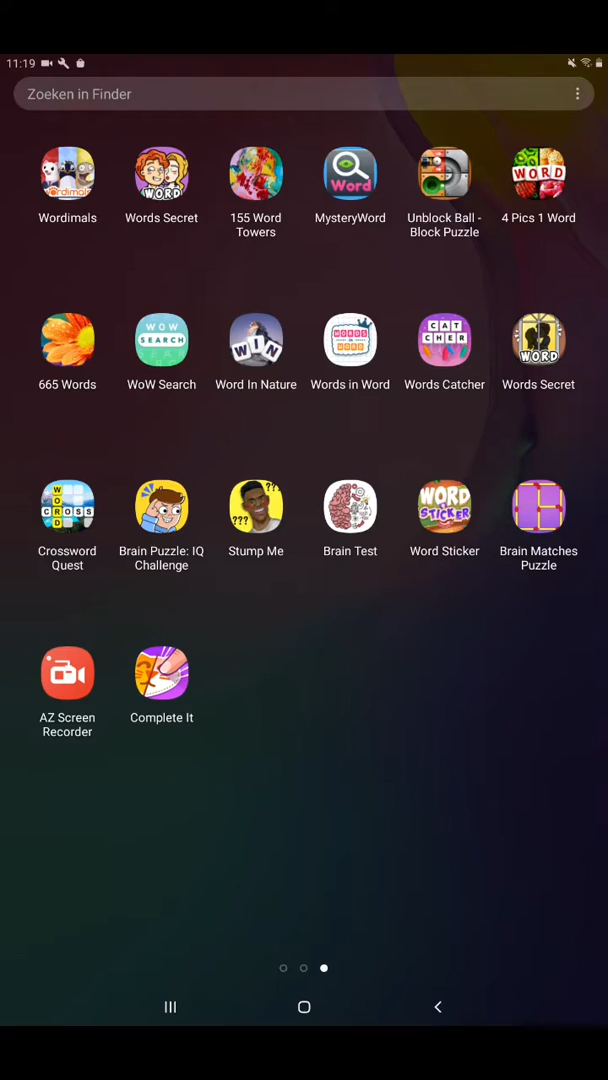 11:19
Zoeken in Finder
Wordimals
Words Secret
155 Word Towers
MysteryWord
Unblock Ball - Block Puzzle
4 Pics 1 Word
665 Words
WoW Search
Word In Nature
Words in Word
Words Catcher
Words Secret
Crossword Quest
Brain Puzzle: IQ Challenge
Stump Me
Brain Test
Word Sticker
Brain Matches Puzzle
AZ Screen Recorder
Complete It